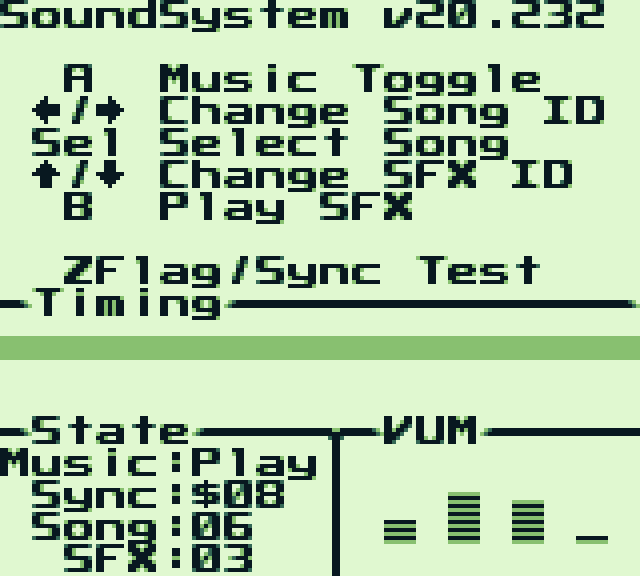 SoundSystem v20.232
A Music Toggle
←/→ Change Song ID
Sel Select Song
↑/↓ Change SFX ID
B Play SFX
ZFlag/Sync Test
Timing
State
Music:Play
Sync:$08
Song:06
SFX:03
VUM